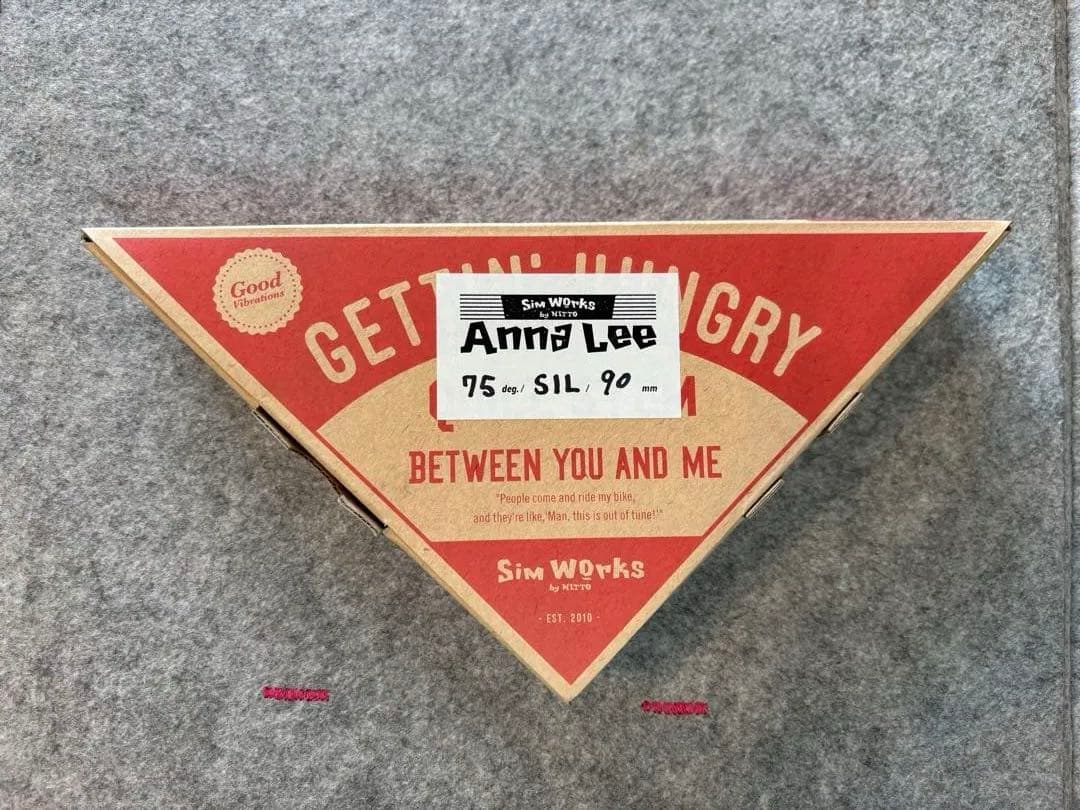 Good
Vibrations
Sim Works
by NITTO
Anna Lee
75 deg./ SIL / 90 mm
BETWEEN YOU AND ME
"People come and ride my bike,
and they're like,'Man, this is out of tune!'"
Sim Works
by NITTO
- EST. 2010 -